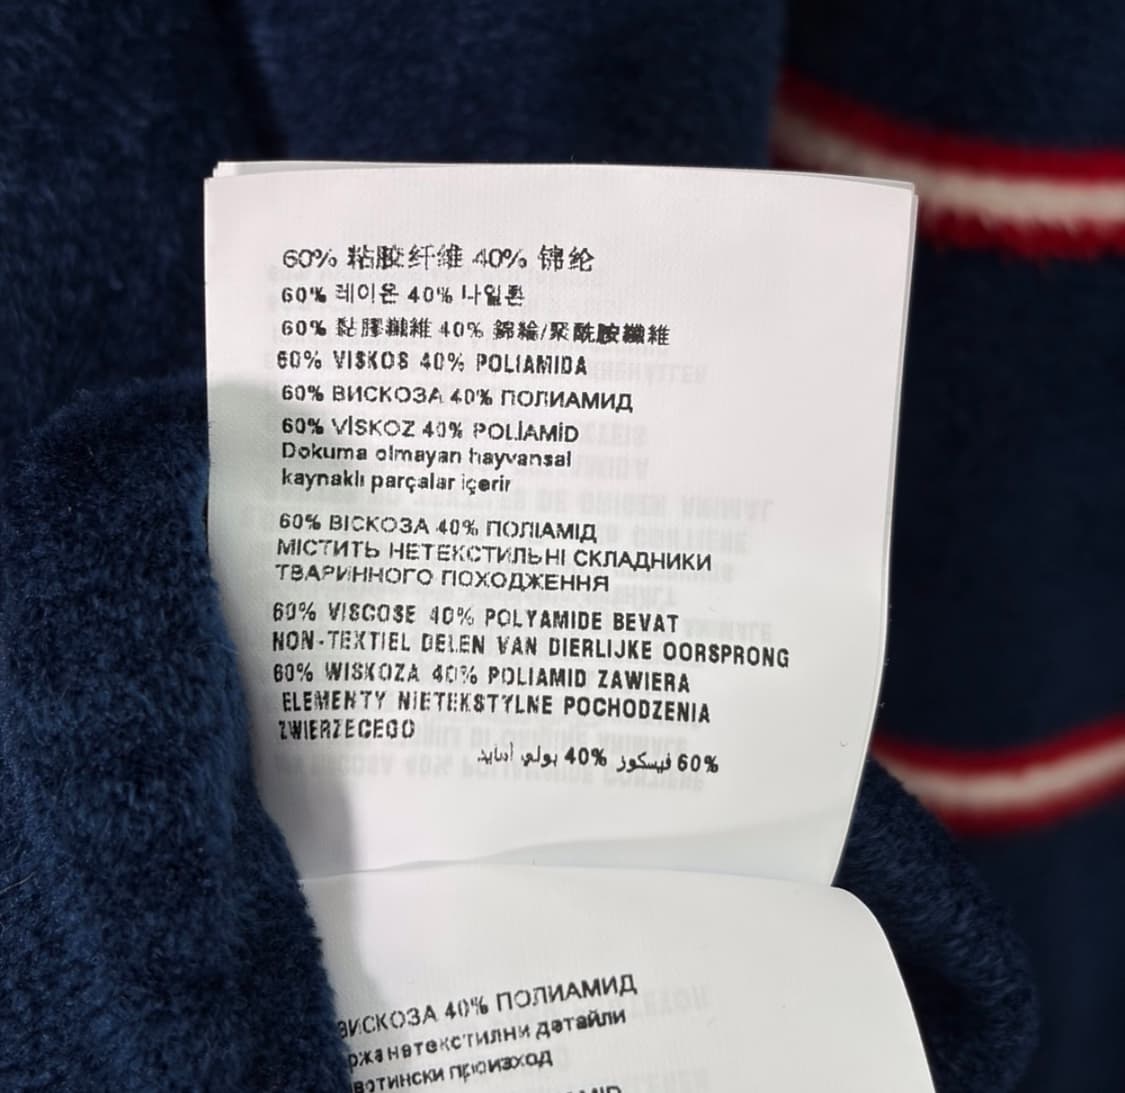 60% 粘胶纤维 40% 锦纶
60% 레이온 40% 나일론
60% 黏膠纖維 40% 錦綸/聚酰胺纖維
60% VISKOS 40% POLIAMIDA
60% ВИСКОЗА 40% ПОЛИАМИД
60% VİSKOZ 40% POLİAMİD
Dokuma olmayan hayvansal
kaynaklı parçalar içerir
60% ВІСКОЗА 40% ПОЛІАМІД
МІСТИТЬ НЕТЕКСТИЛЬНІ СКЛАДНИКИ
ТВАРИННОГО ПОХОДЖЕННЯ
60% VISCOSE 40% POLYAMIDE BEVAT
NON-TEXTIEL DELEN VAN DIERLIJKE OORSPRONG
60% WISKOZA 40% POLIAMID ZAWIERA
ELEMENTY NIETEKSTYLNE POCHODZENIA
ZWIERZECEGO
60% فيسكوز 40% بولي أمايد
ВИСКОЗА 40% ПОЛИАМИД
ржа нетекстилни детайли
вотински произход